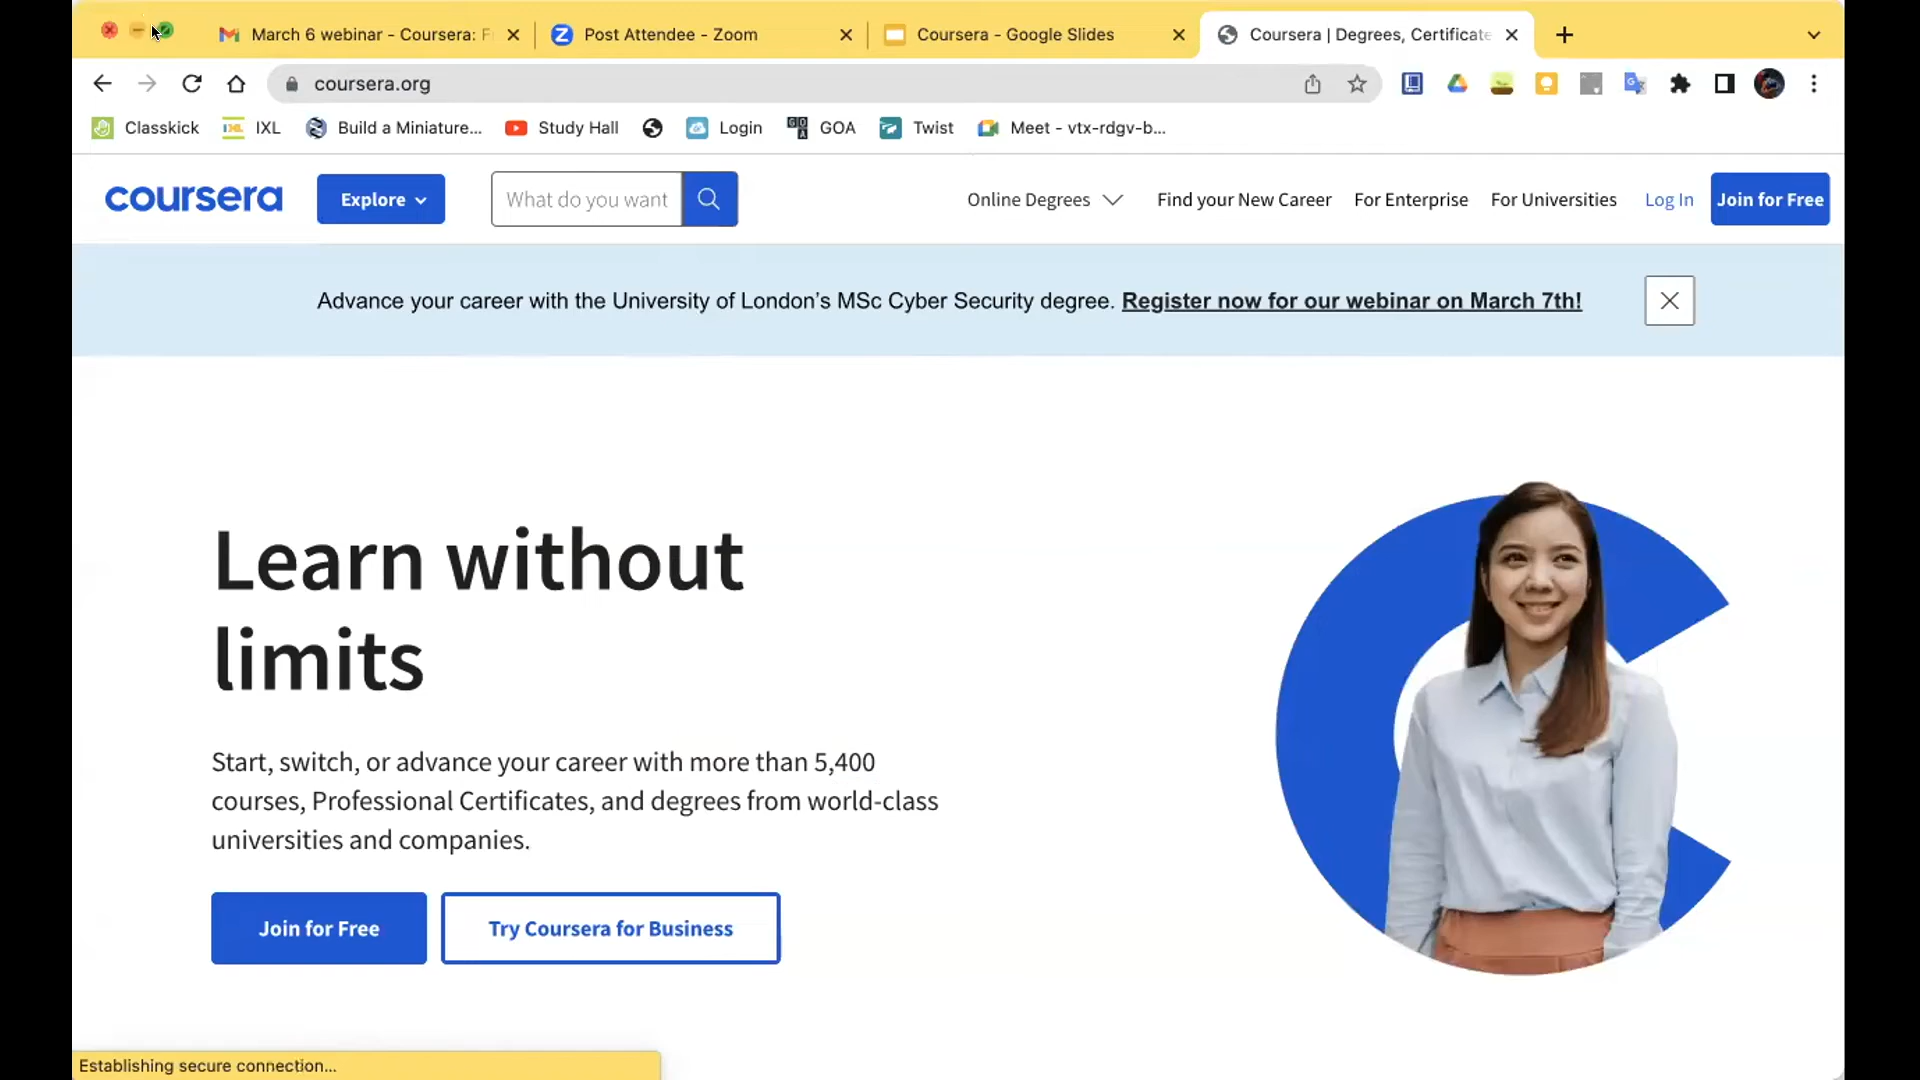 March 6 webinar - Coursera: F
Post Attendee - Zoom
Coursera - Google Slides
Coursera | Degrees, Certificate
coursera.org
Classkick
IXL
Build a Miniature...
Study Hall
Login
GOA
Twist
Meet - vtx-rdgv-b...
coursera
Explore
What do you want
Online Degrees
Find your New Career
For Enterprise
For Universities
Log In
Join for Free
Advance your career with the University of London's MSc Cyber Security degree. Register now for our webinar on March 7th!
Learn without
limits
Start, switch, or advance your career with more than 5,400
courses, Professional Certificates, and degrees from world-class
universities and companies.
Join for Free
Try Coursera for Business
Establishing secure connection...